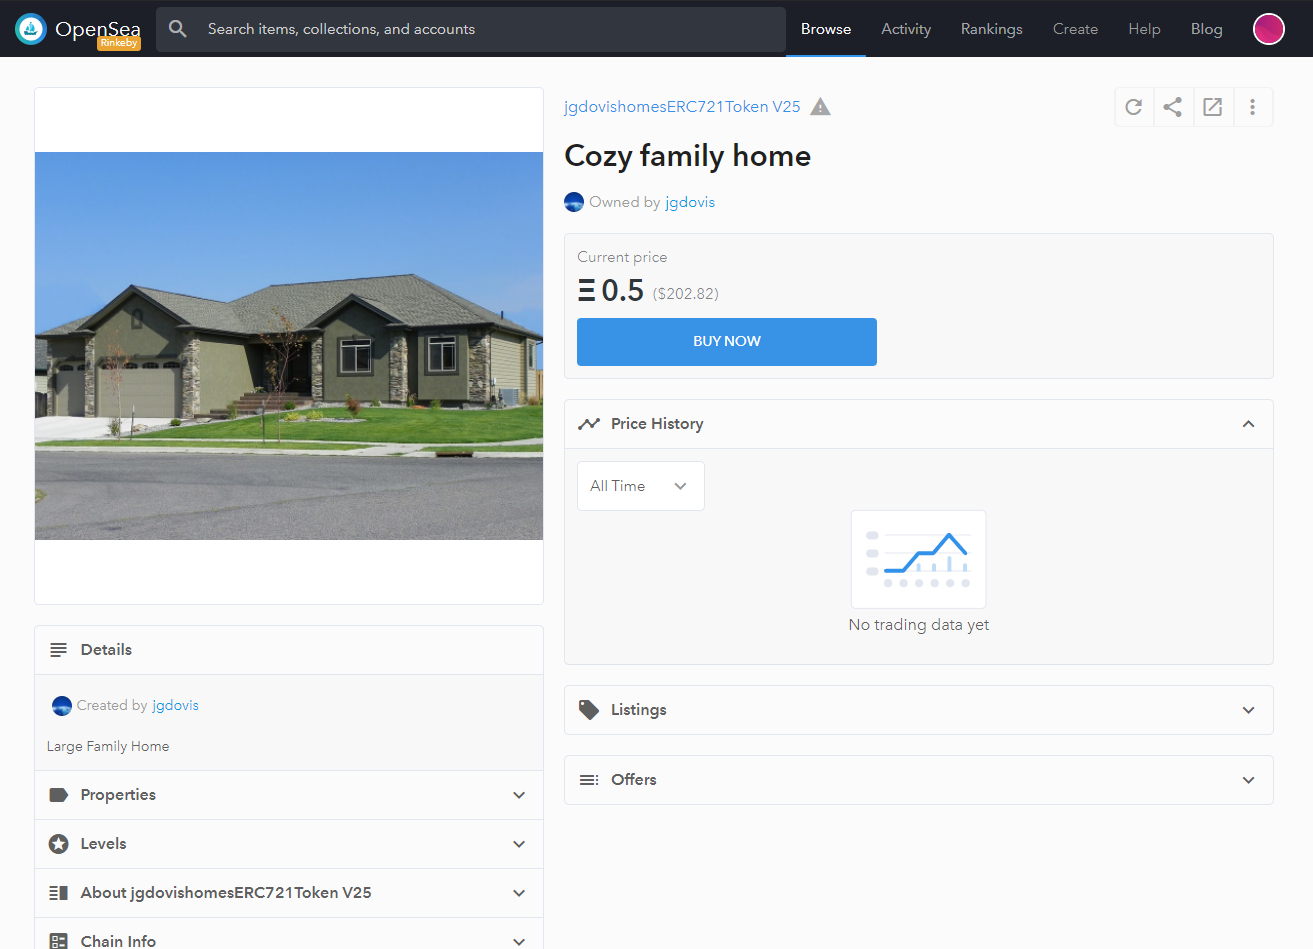 OpenSea
Rinkeby
Search items, collections, and accounts
Browse
Activity
Rankings
Create
Help
Blog
jgdovishomesERC721Token V25
Cozy family home
Owned by jgdovis
Current price
Ξ 0.5 ($202.82)
BUY NOW
Price History
All Time
No trading data yet
Listings
Offers
Details
Created by jgdovis
Large Family Home
Properties
Levels
About jgdovishomesERC721Token V25
Chain Info